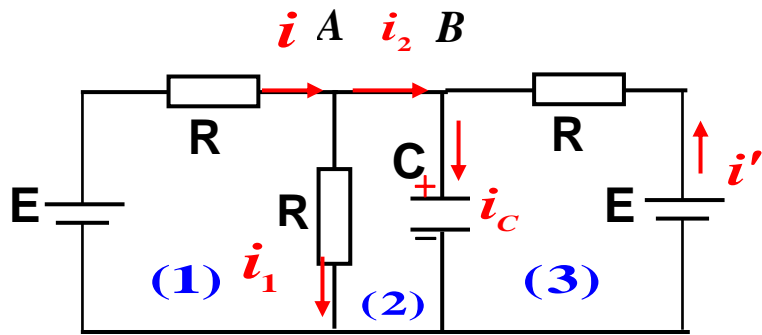 i A i₂ B
R R
C +
E R i_C E i′
(1) i₁ (2) (3)